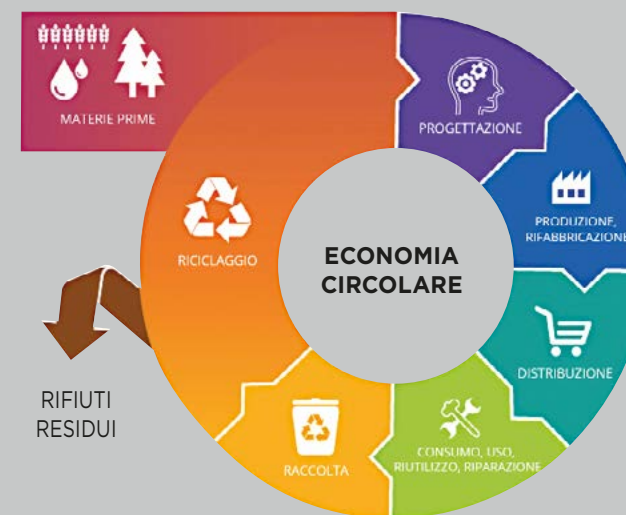 MATERIE PRIME
PROGETTAZIONE
PRODUZIONE,
RIFABBRICAZIONE
DISTRIBUZIONE
CONSUMO, USO,
RIUTILIZZO, RIPARAZIONE
RACCOLTA
RICICLAGGIO
RIFIUTI
RESIDUI
ECONOMIA
CIRCOLARE